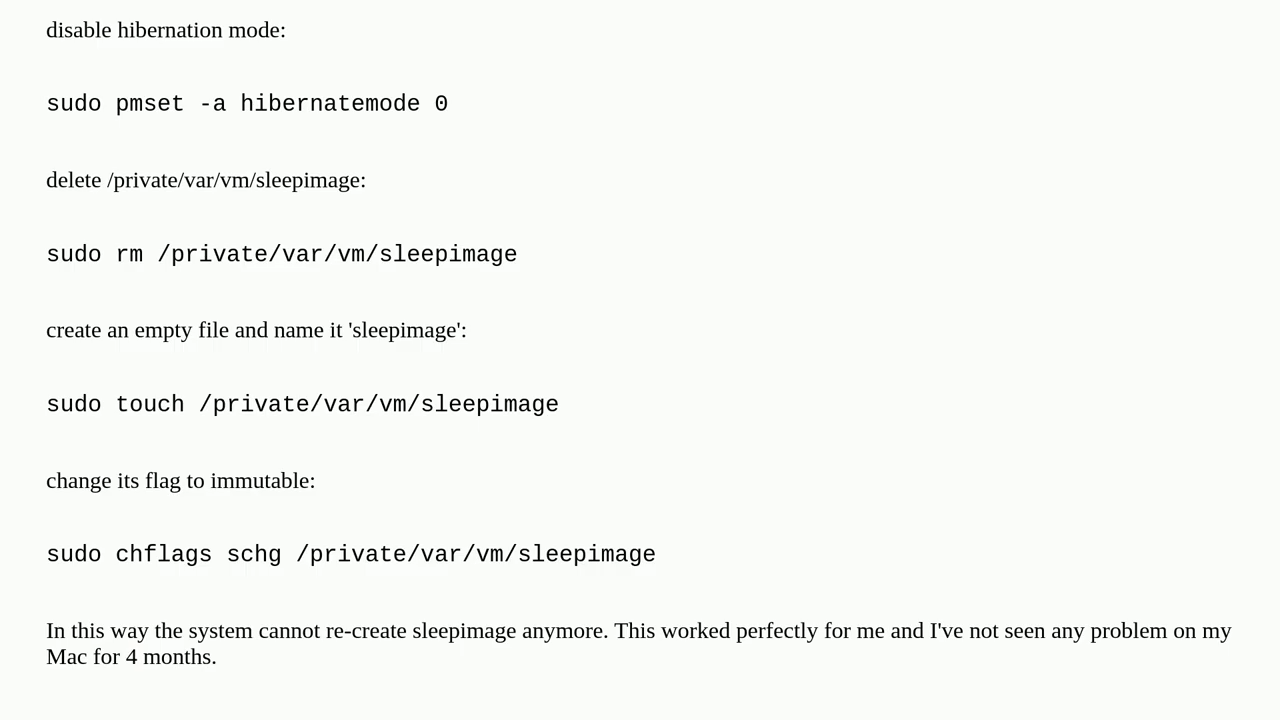 disable hibernation mode:
sudo pmset -a hibernatemode 0
delete /private/var/vm/sleepimage:
sudo rm /private/var/vm/sleepimage
create an empty file and name it 'sleepimage':
sudo touch /private/var/vm/sleepimage
change its flag to immutable:
sudo chflags schg /private/var/vm/sleepimage
In this way the system cannot re-create sleepimage anymore. This worked perfectly for me and I've not seen any problem on my
Mac for 4 months.